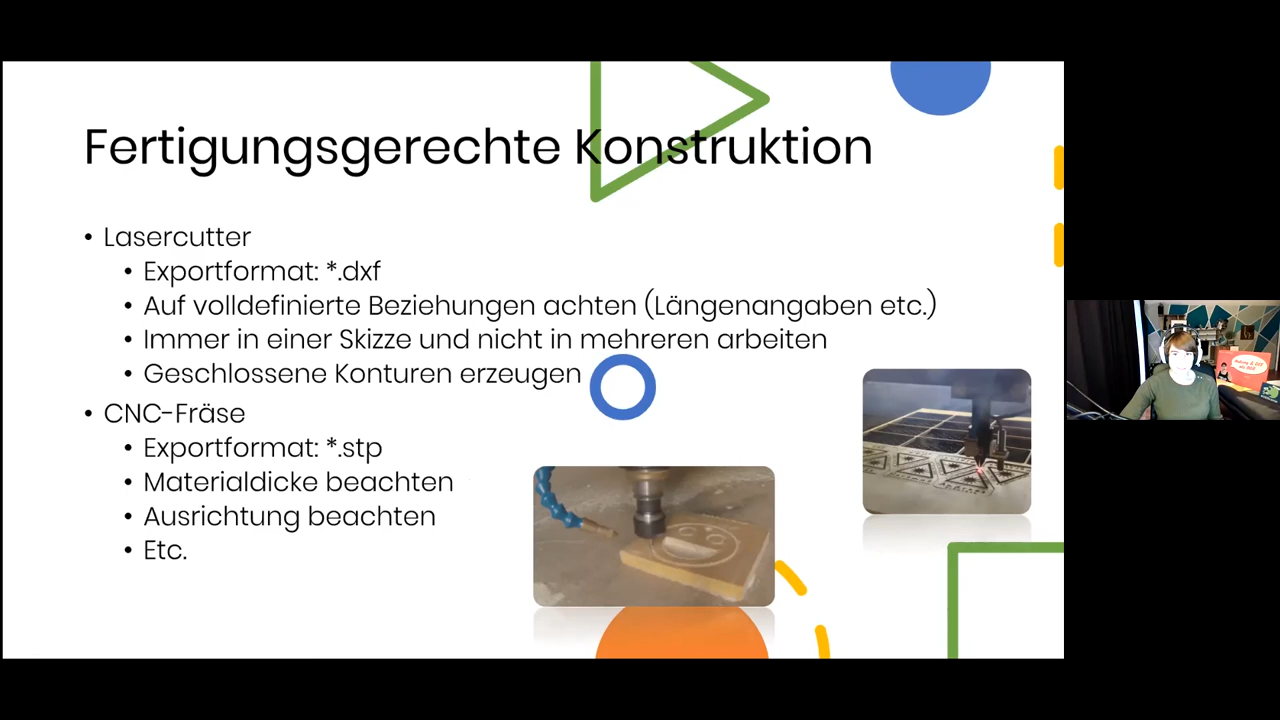 Fertigungsgerechte Konstruktion
• Lasercutter
• Exportformat: *.dxf
• Auf volldefinierte Beziehungen achten (Längenangaben etc.)
• Immer in einer Skizze und nicht in mehreren arbeiten
• Geschlossene Konturen erzeugen
• CNC-Fräse
• Exportformat: *.stp
• Materialdicke beachten
• Ausrichtung beachten
• Etc.